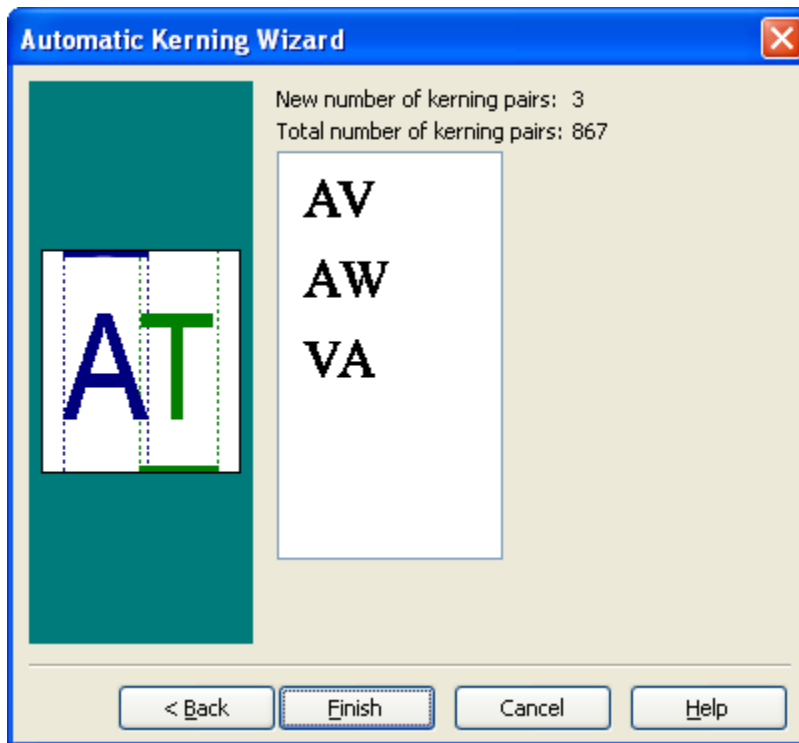 Automatic Kerning Wizard
New number of kerning pairs: 3
Total number of kerning pairs: 867
AV
AW
VA
AT
< Back
Finish
Cancel
Help